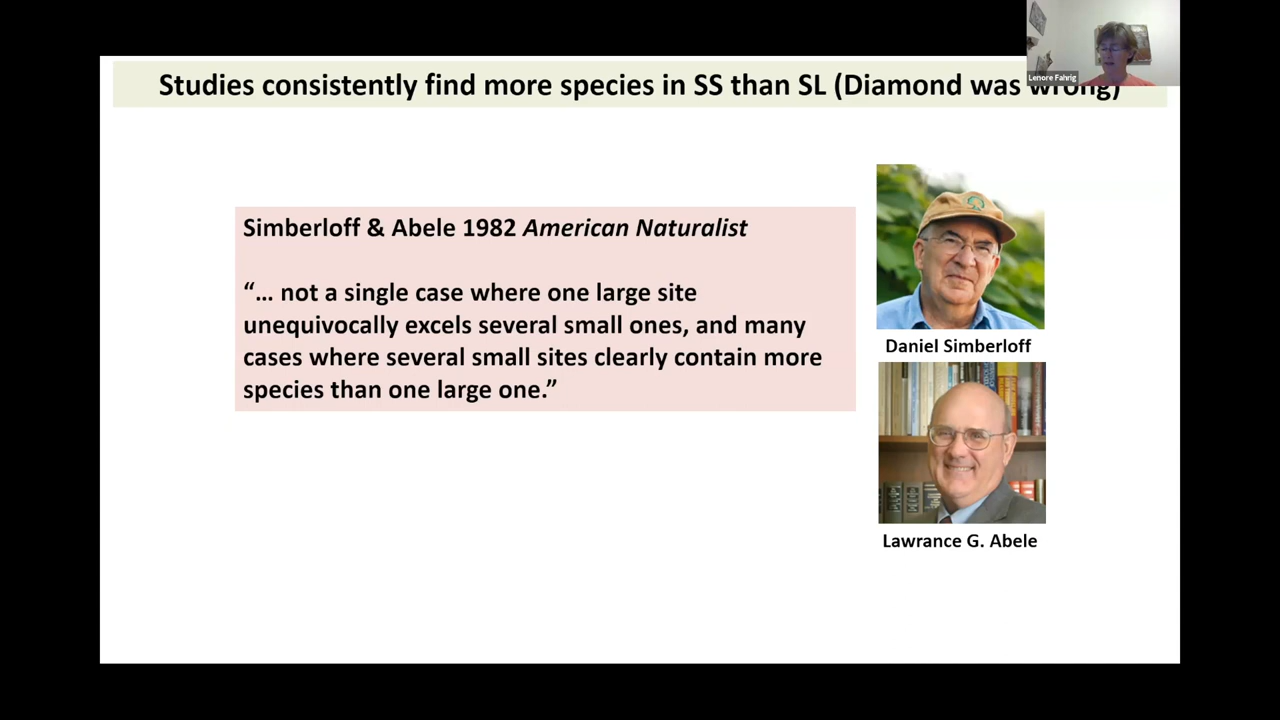 Studies consistently find more species in SS than SL (Diamond was wrong)
Lenore Fahrig
Simberloff & Abele 1982 American Naturalist
“… not a single case where one large site
unequivocally excels several small ones, and many
cases where several small sites clearly contain more
species than one large one.”
Daniel Simberloff
Lawrance G. Abele